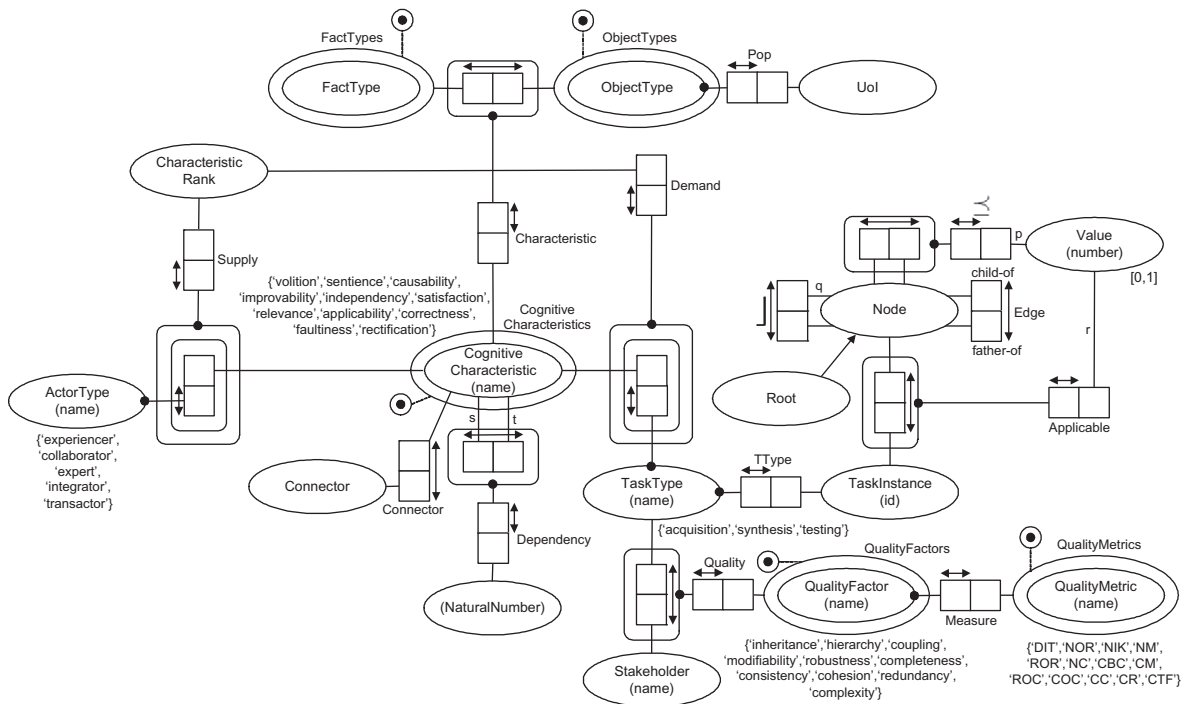 FactTypes
ObjectTypes
Pop
FactType
ObjectType
UoI
Characteristic
Rank
Demand
Supply
Characteristic
p
Value
(number)
[0,1]
child-of
q
Node
Edge
father-of
r
{‘volition’,‘sentience’,‘causability’,
‘improvability’,‘independency’,‘satisfaction’,
‘relevance’,‘applicability’,‘correctness’,
‘faultiness’,‘rectification’}
Cognitive
Characteristics
Cognitive
Characteristic
(name)
ActorType
(name)
{‘experiencer’,
‘collaborator’,
‘expert’,
‘integrator’,
‘transactor’}
s
t
Root
Applicable
Connector
Connector
TType
TaskType
(name)
TaskInstance
(id)
{‘acquisition’,‘synthesis’,‘testing’}
Dependency
(NaturalNumber)
Quality
QualityFactors
QualityMetrics
QualityFactor
(name)
Measure
QualityMetric
(name)
{‘inheritance’,‘hierarchy’,‘coupling’,
‘modifiability’,‘robustness’,‘completeness’,
‘consistency’,‘cohesion’,‘redundancy’,
‘complexity’}
{‘DIT’,‘NOR’,‘NIK’,‘NM’,
‘ROR’,‘NC’,‘CBC’,‘CM’,
‘ROC’,‘COC’,‘CC’,‘CR’,‘CTF’}
Stakeholder
(name)